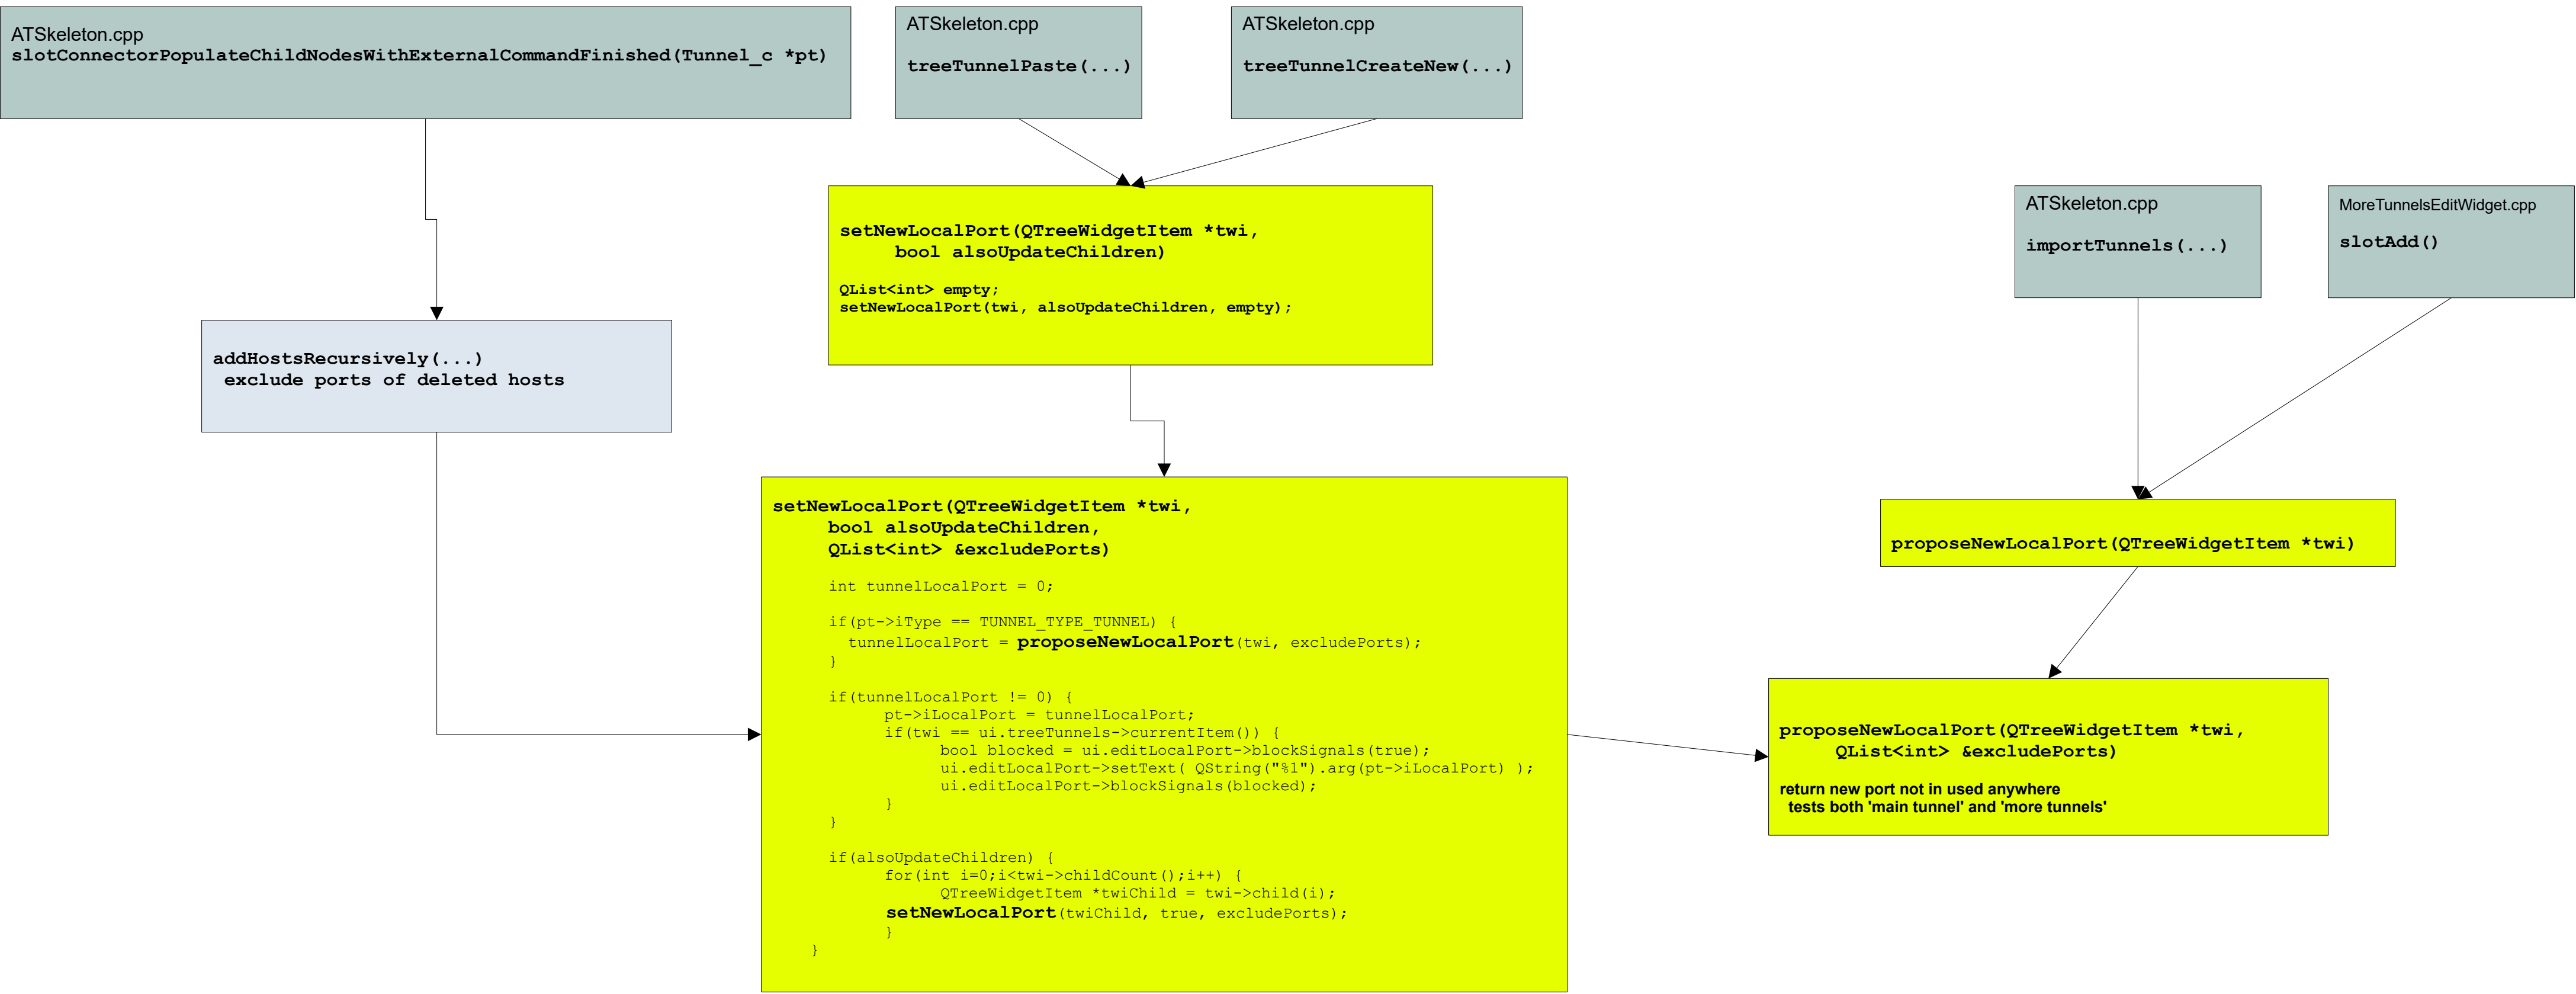 ATSkeleton.cpp
slotConnectorPopulateChildNodesWithExternalCommandFinished(Tunnel_c *pt)
ATSkeleton.cpp
treeTunnelPaste(...)
ATSkeleton.cpp
treeTunnelCreateNew(...)
setNewLocalPort(QTreeWidgetItem *twi,
bool alsoUpdateChildren)
QList<int> empty;
setNewLocalPort(twi, alsoUpdateChildren, empty);
ATSkeleton.cpp
importTunnels(...)
MoreTunnelsEditWidget.cpp
slotAdd()
addHostsRecursively(...)
exclude ports of deleted hosts
setNewLocalPort(QTreeWidgetItem *twi,
bool alsoUpdateChildren,
QList<int> &excludePorts)
int tunnelLocalPort = 0;
if(pt->iType == TUNNEL_TYPE_TUNNEL) {
tunnelLocalPort = proposeNewLocalPort(twi, excludePorts);
}
if(tunnelLocalPort != 0) {
pt->iLocalPort = tunnelLocalPort;
if(twi == ui.treeTunnels->currentItem()) {
bool blocked = ui.editLocalPort->blockSignals(true);
ui.editLocalPort->setText( QString("%1").arg(pt->iLocalPort) );
ui.editLocalPort->blockSignals(blocked);
}
}
if(alsoUpdateChildren) {
for(int i=0;i<twi->childCount();i++) {
QTreeWidgetItem *twiChild = twi->child(i);
setNewLocalPort(twiChild, true, excludePorts);
}
}
proposeNewLocalPort(QTreeWidgetItem *twi)
proposeNewLocalPort(QTreeWidgetItem *twi,
QList<int> &excludePorts)
return new port not in used anywhere
tests both 'main tunnel' and 'more tunnels'